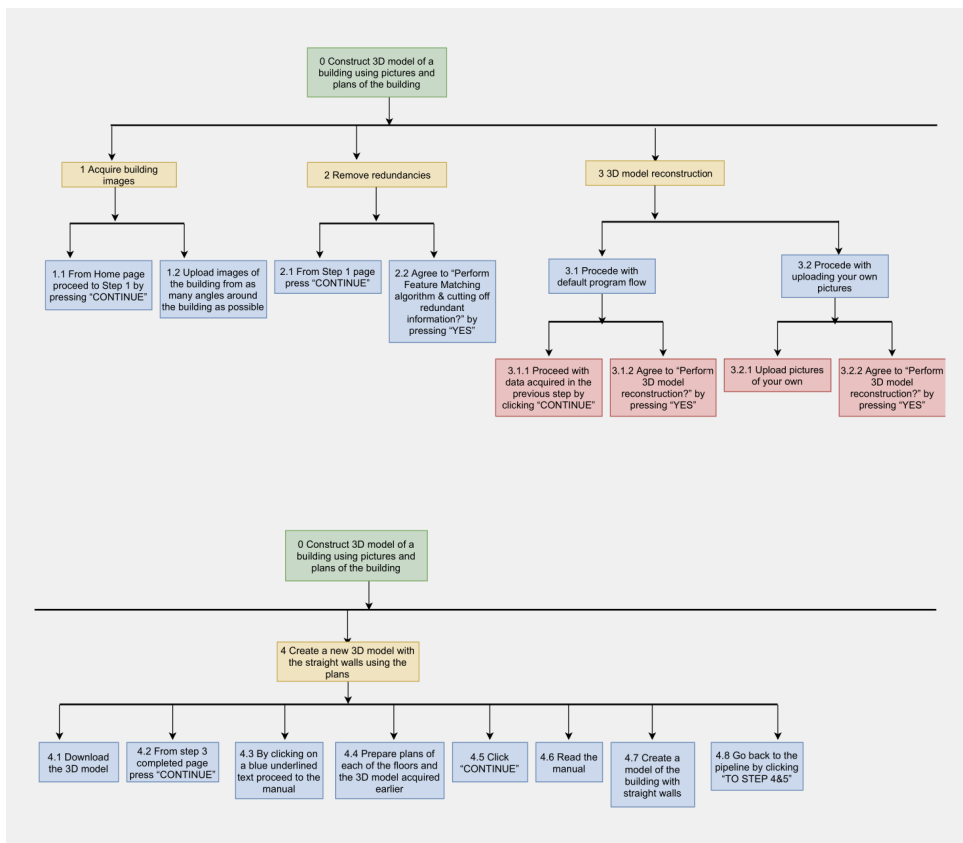 0 Construct 3D model of a
building using pictures and
plans of the building
1 Acquire building
images
2 Remove redundancies
3 3D model reconstruction
1.1 From Home page
proceed to Step 1 by
pressing “CONTINUE”
1.2 Upload images of
the building from as
many angles around
the building as possible
2.1 From Step 1 page
press “CONTINUE”
2.2 Agree to “Perform
Feature Matching
algorithm & cutting off
redundant
information?” by
pressing “YES”
3.1 Procede with
default program flow
3.2 Procede with
uploading your own
pictures
3.1.1 Proceed with
data acquired in the
previous step by
clicking “CONTINUE”
3.1.2 Agree to “Perform
3D model
reconstruction?” by
pressing “YES”
3.2.1 Upload pictures
of your own
3.2.2 Agree to “Perform
3D model
reconstruction?” by
pressing “YES”
0 Construct 3D model of a
building using pictures and
plans of the building
4 Create a new 3D model with
the straight walls using the
plans
4.1 Download
the 3D model
4.2 From step 3
completed page
press “CONTINUE”
4.3 By clicking on
a blue underlined
text proceed to the
manual
4.4 Prepare plans of
each of the floors and
the 3D model acquired
earlier
4.5 Click
“CONTINUE”
4.6 Read the
manual
4.7 Create a
model of the
building with
straight walls
4.8 Go back to the
pipeline by clicking
“TO STEP 4&5”